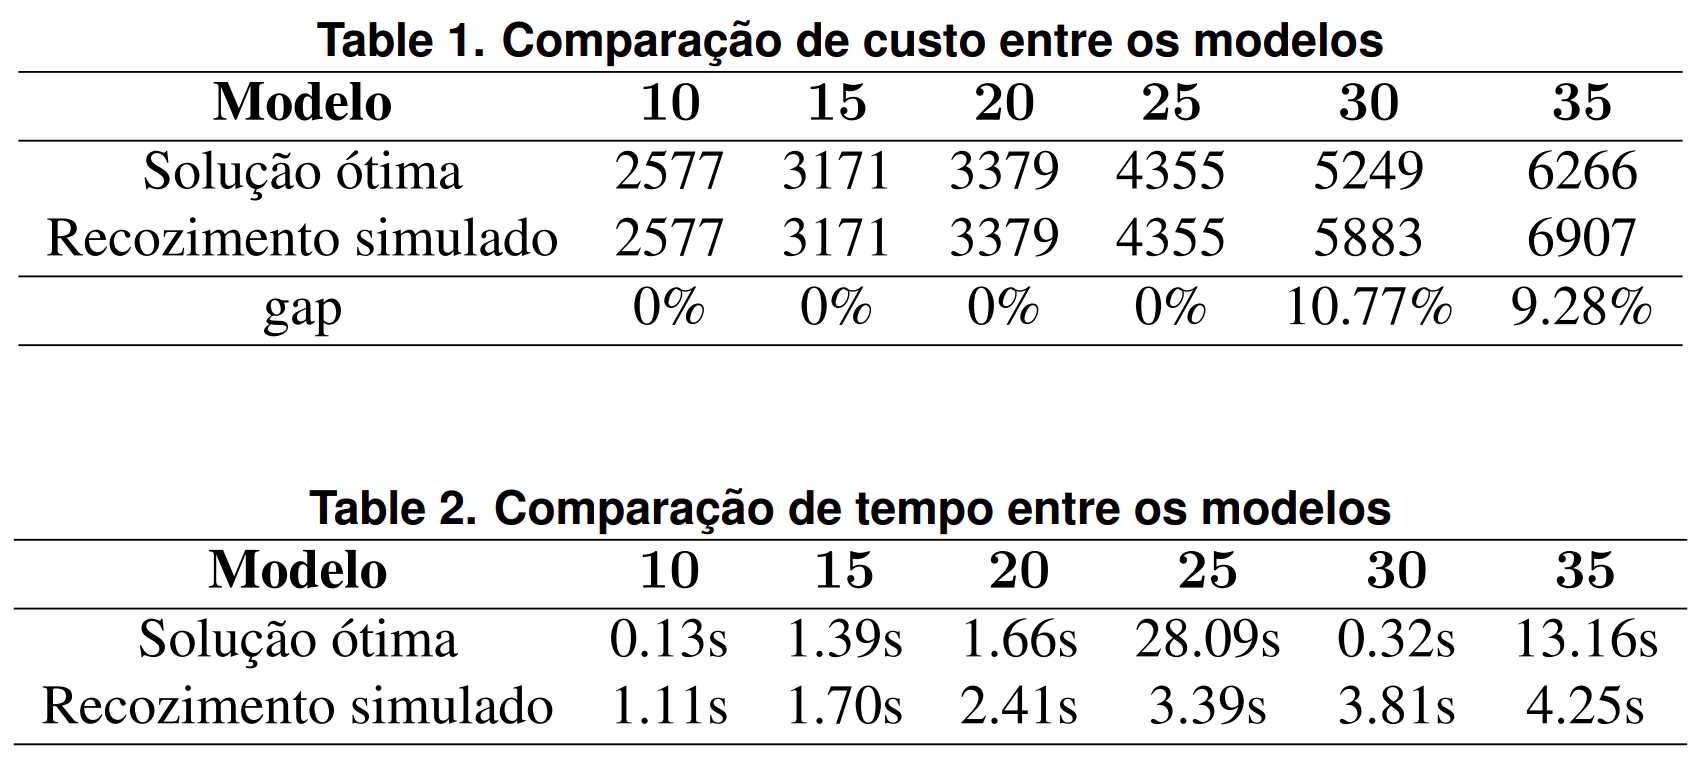 Table 1. Comparação de custo entre os modelos
Modelo 10 15 20 25 30 35
Solução ótima 2577 3171 3379 4355 5249 6266
Recozimento simulado 2577 3171 3379 4355 5883 6907
gap 0% 0% 0% 0% 10.77% 9.28%
Table 2. Comparação de tempo entre os modelos
Modelo 10 15 20 25 30 35
Solução ótima 0.13s 1.39s 1.66s 28.09s 0.32s 13.16s
Recozimento simulado 1.11s 1.70s 2.41s 3.39s 3.81s 4.25s